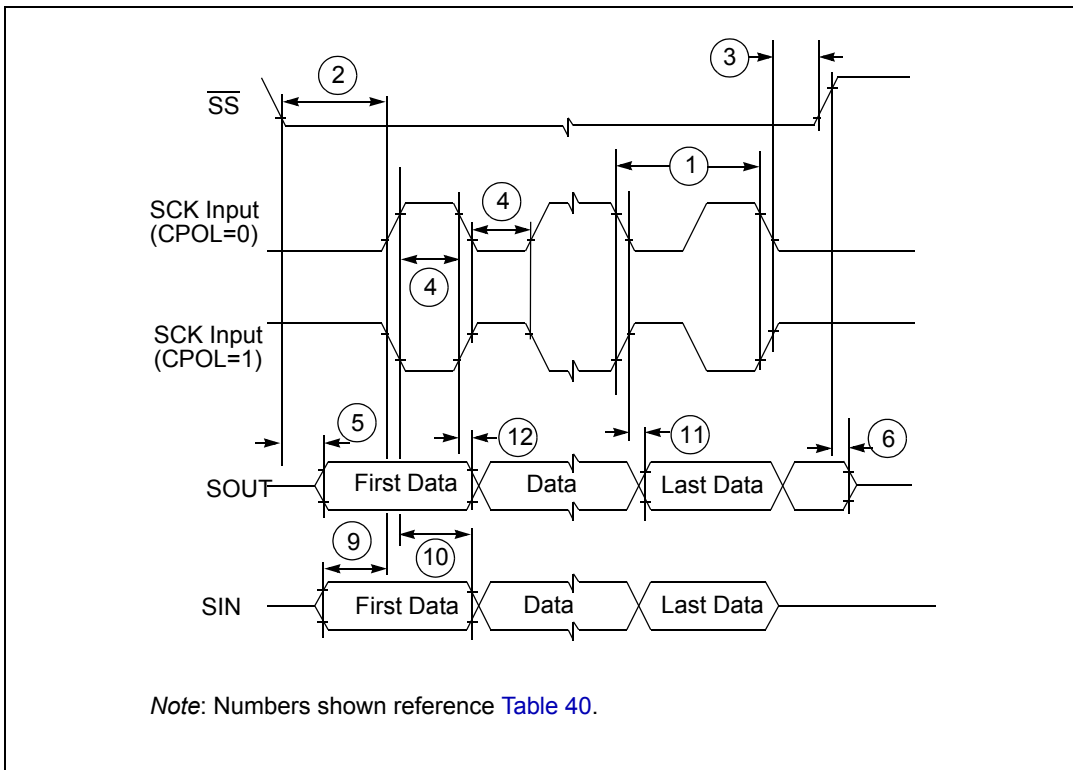 3
2
SS
1
SCK Input
(CPOL=0)
4
4
SCK Input
(CPOL=1)
5
12
11
6
SOUT
First Data
Data
Last Data
9
10
SIN
First Data
Data
Last Data
Note: Numbers shown reference Table 40.